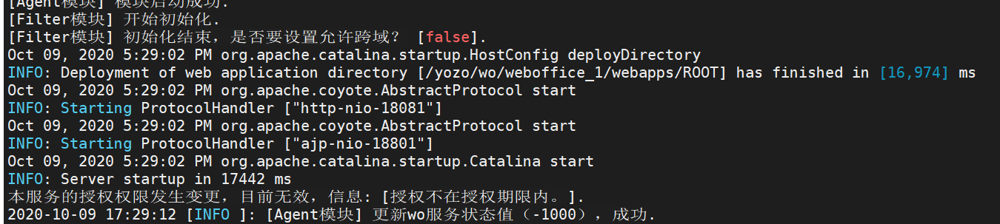 [Agent模块] 模块启动成功.
[Filter模块] 开始初始化.
[Filter模块] 初始化结束，是否要设置允许跨域？ [false].
Oct 09, 2020 5:29:02 PM org.apache.catalina.startup.HostConfig deployDirectory
INFO: Deployment of web application directory [/yozo/wo/weboffice_1/webapps/ROOT] has finished in [16,974] ms
Oct 09, 2020 5:29:02 PM org.apache.coyote.AbstractProtocol start
INFO: Starting ProtocolHandler ["http-nio-18081"]
Oct 09, 2020 5:29:02 PM org.apache.coyote.AbstractProtocol start
INFO: Starting ProtocolHandler ["ajp-nio-18801"]
Oct 09, 2020 5:29:02 PM org.apache.catalina.startup.Catalina start
INFO: Server startup in 17442 ms
本服务的授权权限发生变更，目前无效，信息: [授权不在授权期限内。].
2020-10-09 17:29:12 [INFO ]: [Agent模块] 更新wo服务状态值（-1000），成功.